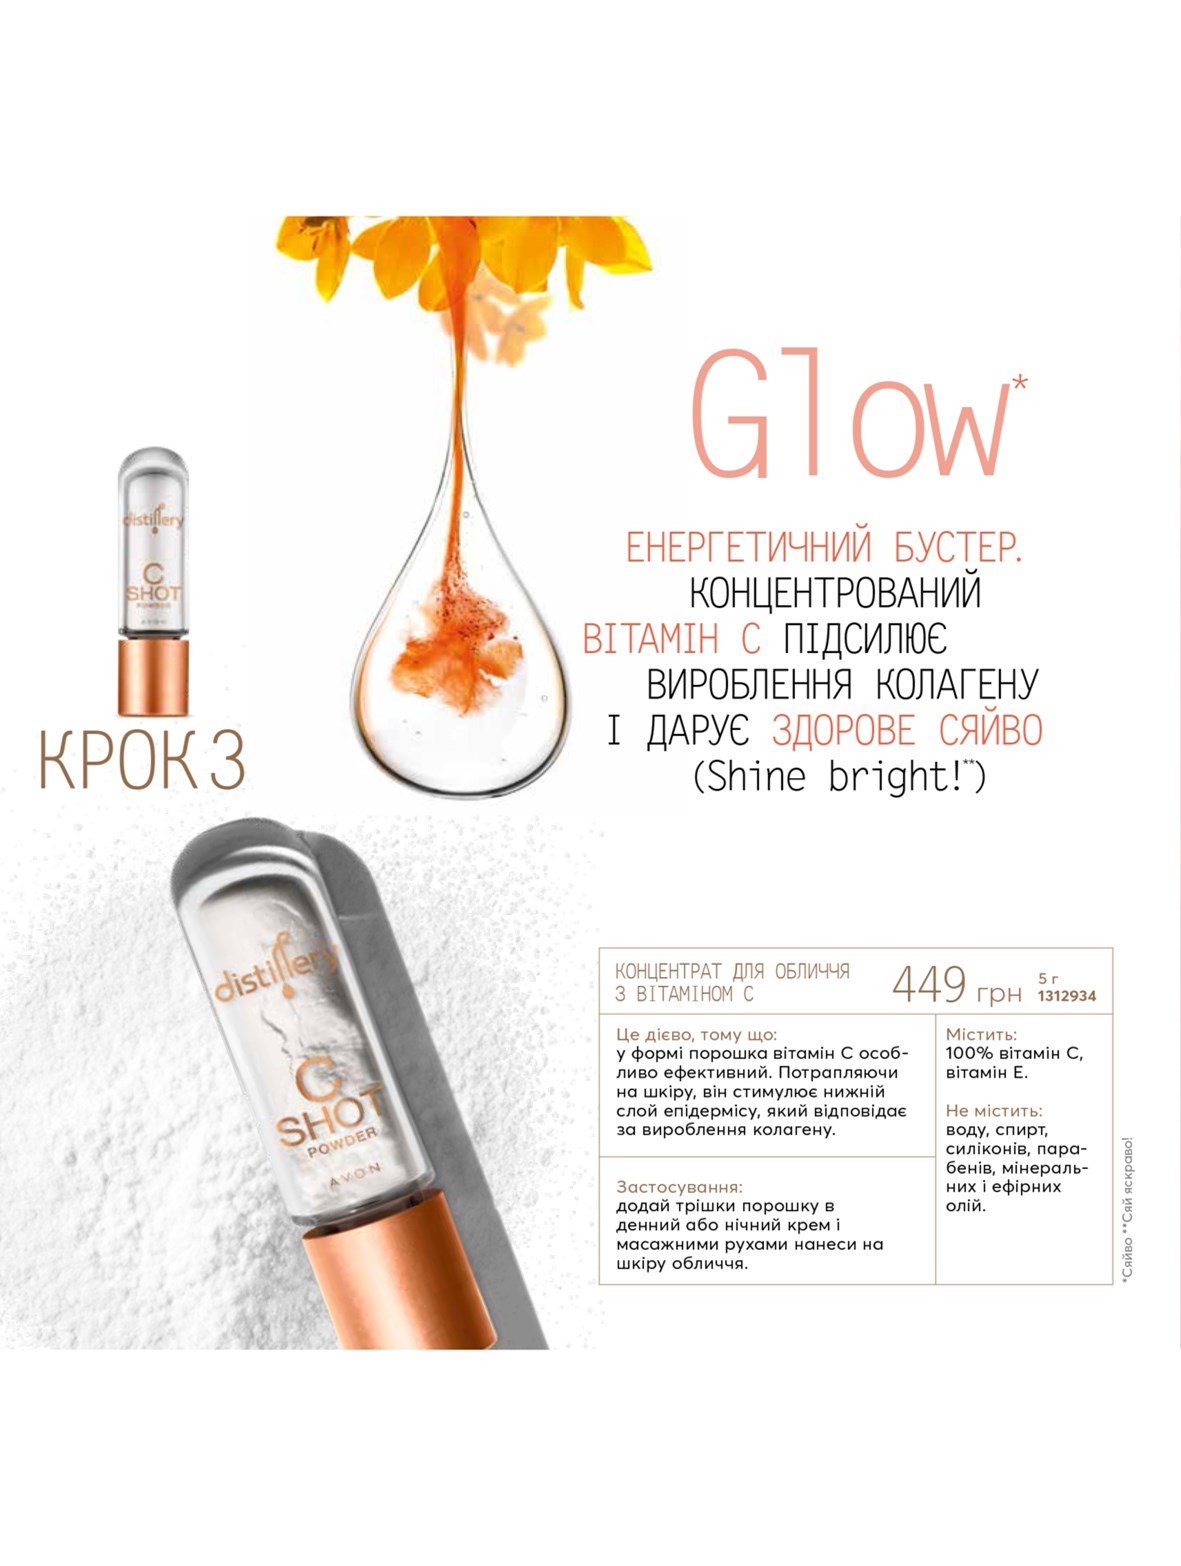 Glow*
ЕНЕРГЕТИЧНИЙ БУСТЕР.
КОНЦЕНТРОВАНИЙ
ВІТАМІН С ПІДСИЛЮЄ
ВИРОБЛЕННЯ КОЛАГЕНУ
І ДАРУЄ ЗДОРОВЕ СЯЙВО
(Shine bright!**)
distillery
C
SHOT
POWDER
AVON
КРОК 3
distillery
C
SHOT
POWDER
AVON
КОНЦЕНТРАТ ДЛЯ ОБЛИЧЧЯ
З ВІТАМІНОМ С
449 грн
5 г
1312934
Це дієво, тому що:
у формі порошка вітамін С особ-
ливо ефективний. Потрапляючи
на шкіру, він стимулює нижній
слой епідермісу, який відповідає
за вироблення колагену.
Застосування:
додай трішки порошку в
денний або нічний крем і
масажними рухами нанеси на
шкіру обличчя.
Містить:
100% вітамін С,
вітамін Е.
Не містить:
воду, спирт,
силіконів, пара-
бенів, мінераль-
них і ефірних
олій.
*Сяйво **Сяй яскраво!